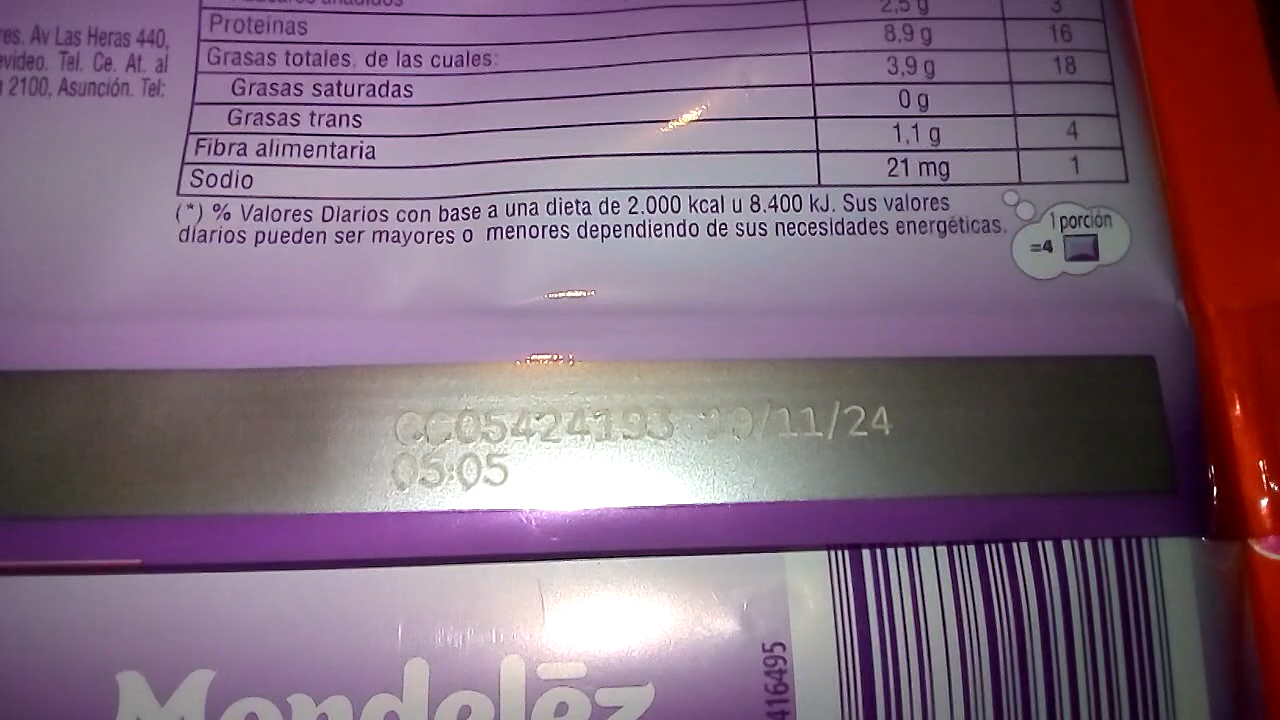 res. Av Las Heras 440,
evideo. Tel. Ce. At. al
2100, Asunción. Tel:
2,5 g 3
Proteínas 8,9 g 16
Grasas totales, de las cuales: 3,9 g 18
Grasas saturadas 0 g
Grasas trans 1,1 g 4
Fibra alimentaria 21 mg 1
Sodio
(*) % Valores Diarios con base a una dieta de 2.000 kcal u 8.400 kJ. Sus valores
diarios pueden ser mayores o menores dependiendo de sus necesidades energéticas.
1 porción
=4
/11/24
05:05
Mondelēz
416495